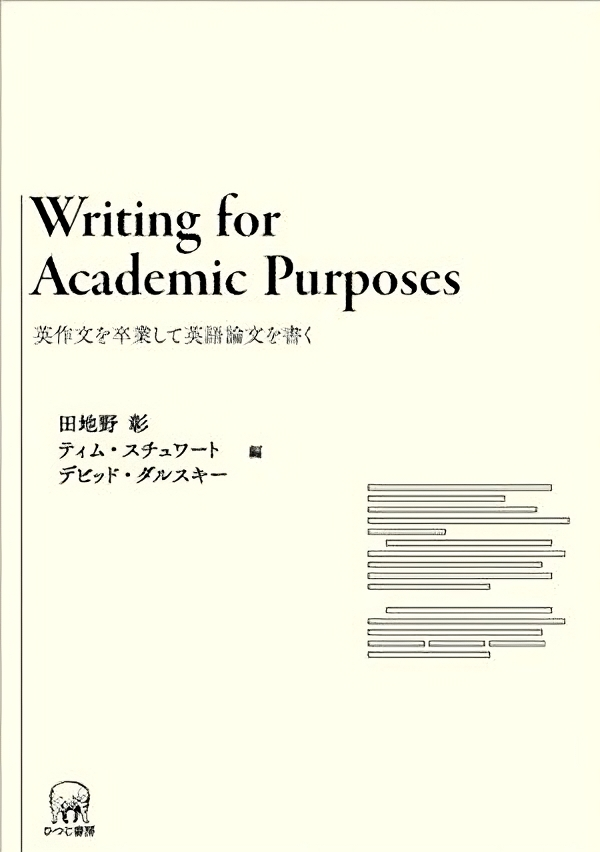 Writing for
Academic Purposes
英作文を卒業して英語論文を書く
田地野 彰
ティム・スチュワート 編
デビッド・ダルスキー
ひつじ書房